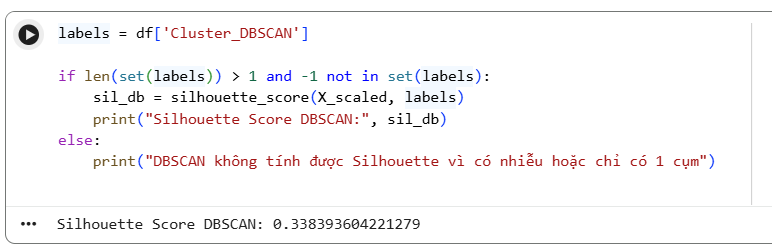 labels = df['Cluster_DBSCAN']
if len(set(labels)) > 1 and -1 not in set(labels):
    sil_db = silhouette_score(X_scaled, labels)
    print("Silhouette Score DBSCAN:", sil_db)
else:
    print("DBSCAN không tính được Silhouette vì có nhiễu hoặc chỉ có 1 cụm")
Silhouette Score DBSCAN: 0.338393604221279